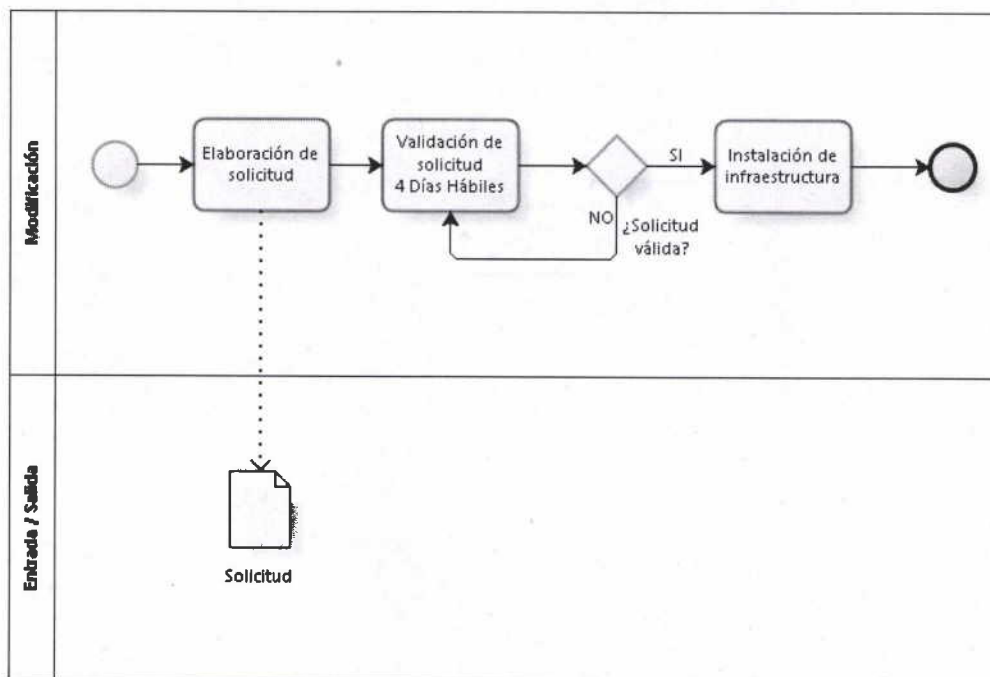 Modificación
Elaboración de
solicitud
Validación de
solicitud
4 Días Hábiles
SI
NO
¿Solicitud
válida?
Instalación de
infraestructura
Entrada / Salida
Solicitud